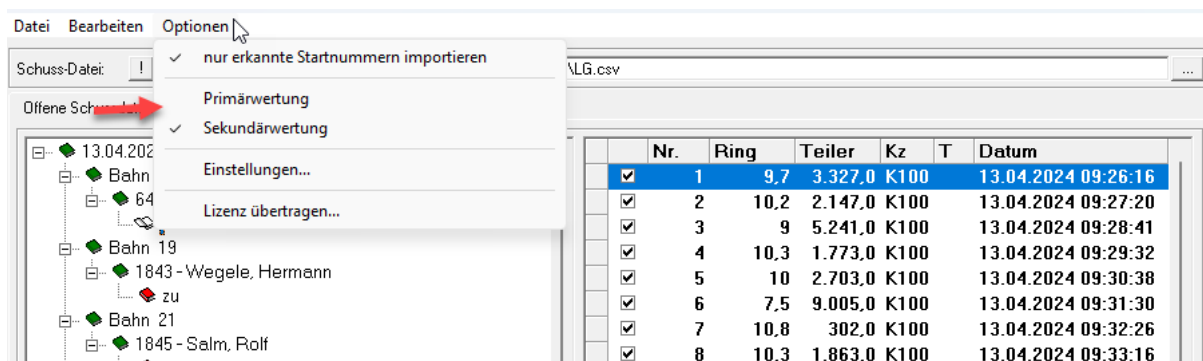 Datei Bearbeiten Optionen
Schuss-Datei: ! \LG.csv ...
nur erkannte Startnummern importieren
Primärwertung
Sekundärwertung
Einstellungen...
Lizenz übertragen...
Offene
13.04.202
Bahn
64
Bahn 19
1843 - Wegele, Hermann
zu
Bahn 21
1845 - Salm, Rolf
Nr. Ring Teiler Kz T Datum
1 9,7 3.327,0 K100 13.04.2024 09:26:16
2 10,2 2.147,0 K100 13.04.2024 09:27:20
3 9 5.241,0 K100 13.04.2024 09:28:41
4 10,3 1.773,0 K100 13.04.2024 09:29:32
5 10 2.703,0 K100 13.04.2024 09:30:38
6 7,5 9.005,0 K100 13.04.2024 09:31:30
7 10,8 302,0 K100 13.04.2024 09:32:26
8 10,3 1.863,0 K100 13.04.2024 09:33:16